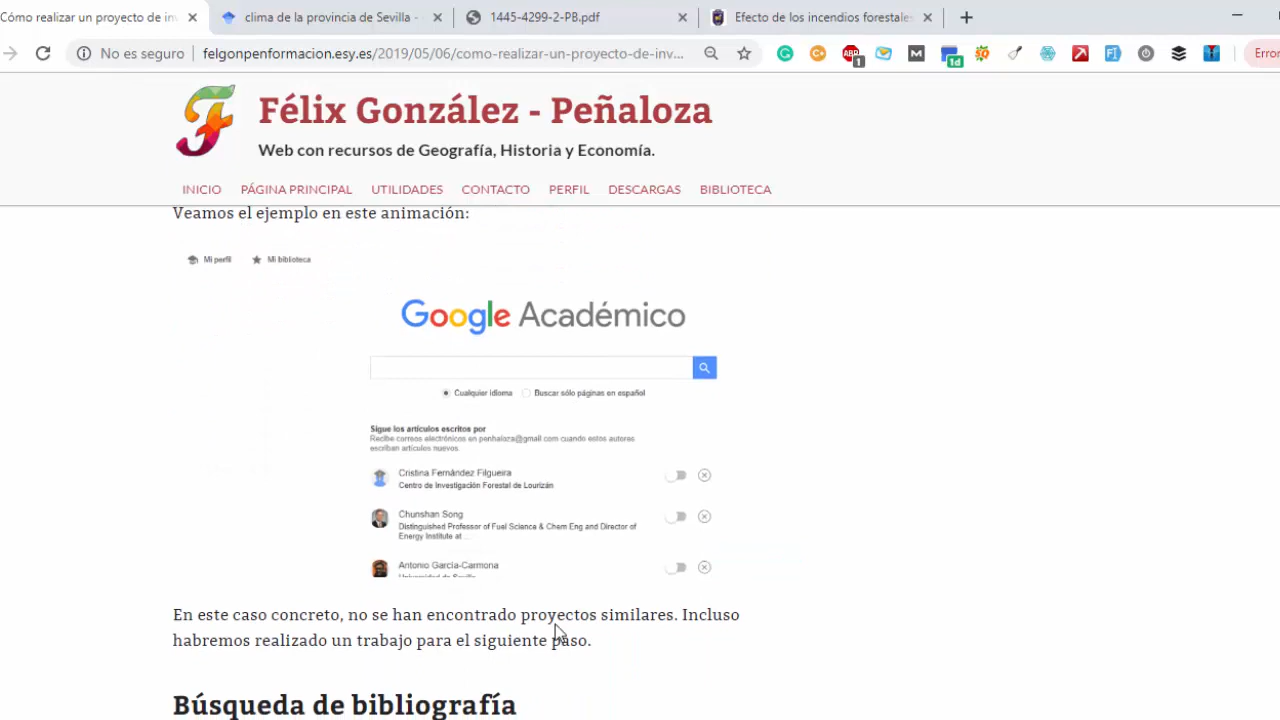 Cómo realizar un proyecto de inv
clima de la provincia de Sevilla -
1445-4299-2-PB.pdf
Efecto de los incendios forestales
No es seguro
felgonpenformacion.esy.es/2019/05/06/como-realizar-un-proyecto-de-inv...
ABP
1
M
1d
Error
Félix González - Peñaloza
Web con recursos de Geografía, Historia y Economía.
INICIO PÁGINA PRINCIPAL UTILIDADES CONTACTO PERFIL DESCARGAS BIBLIOTECA
Veamos el ejemplo en este animación:
Mi perfil Mi biblioteca
Google Académico
Cualquier idioma Buscar sólo páginas en español
Sigue los artículos escritos por
Recibe correos electrónicos en penhaloza@gmail.com cuando estos autores
escriban artículos nuevos.
Cristina Fernández Filgueira
Centro de Investigación Forestal de Lourizán
Chunshan Song
Distinguished Professor of Fuel Science & Chem Eng and Director of
Energy Institute at ...
Antonio García-Carmona
Universidad de Sevilla
En este caso concreto, no se han encontrado proyectos similares. Incluso
habremos realizado un trabajo para el siguiente paso.
Búsqueda de bibliografía